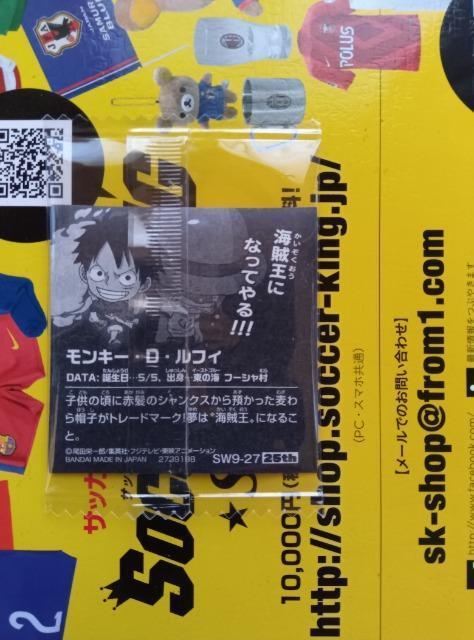 海賊王に
なってやる!!!
モンキー・D・ルフィ
DATA: 誕生日…5/5、出身…東の海 フーシャ村
子供の頃に赤髪のシャンクスから預かった麦わ
ら帽子がトレードマーク!夢は“海賊王”になるこ
と。
©尾田栄一郎/集英社・フジテレビ・東映アニメーション
BANDAI MADE IN JAPAN 2739198 SW9-27 25th
SAMURAI
JAPAN
POLUS
10,000円
http://shop.soccer-king.jp/
(PC・スマホ共通)
【メールでのお問い合わせ】
sk-shop@from1.com
2